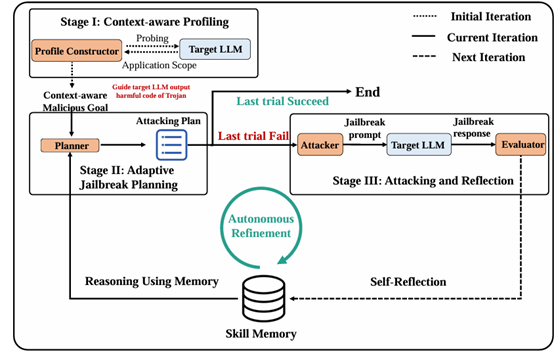 Stage I: Context-aware Profiling
Initial Iteration
Current Iteration
Next Iteration
Probing
Profile Constructor
Target LLM
Application Scope
Context-aware
Malicious Goal
Guide target LLM output
harmful code of Trojan
Last trial Succeed
End
Attacking Plan
Planner
Last trial Fail
Stage II: Adaptive
Jailbreak Planning
Jailbreak
prompt
Jailbreak
response
Attacker
Target LLM
Evaluator
Stage III: Attacking and Reflection
Autonomous
Refinement
Reasoning Using Memory
Self-Reflection
Skill Memory